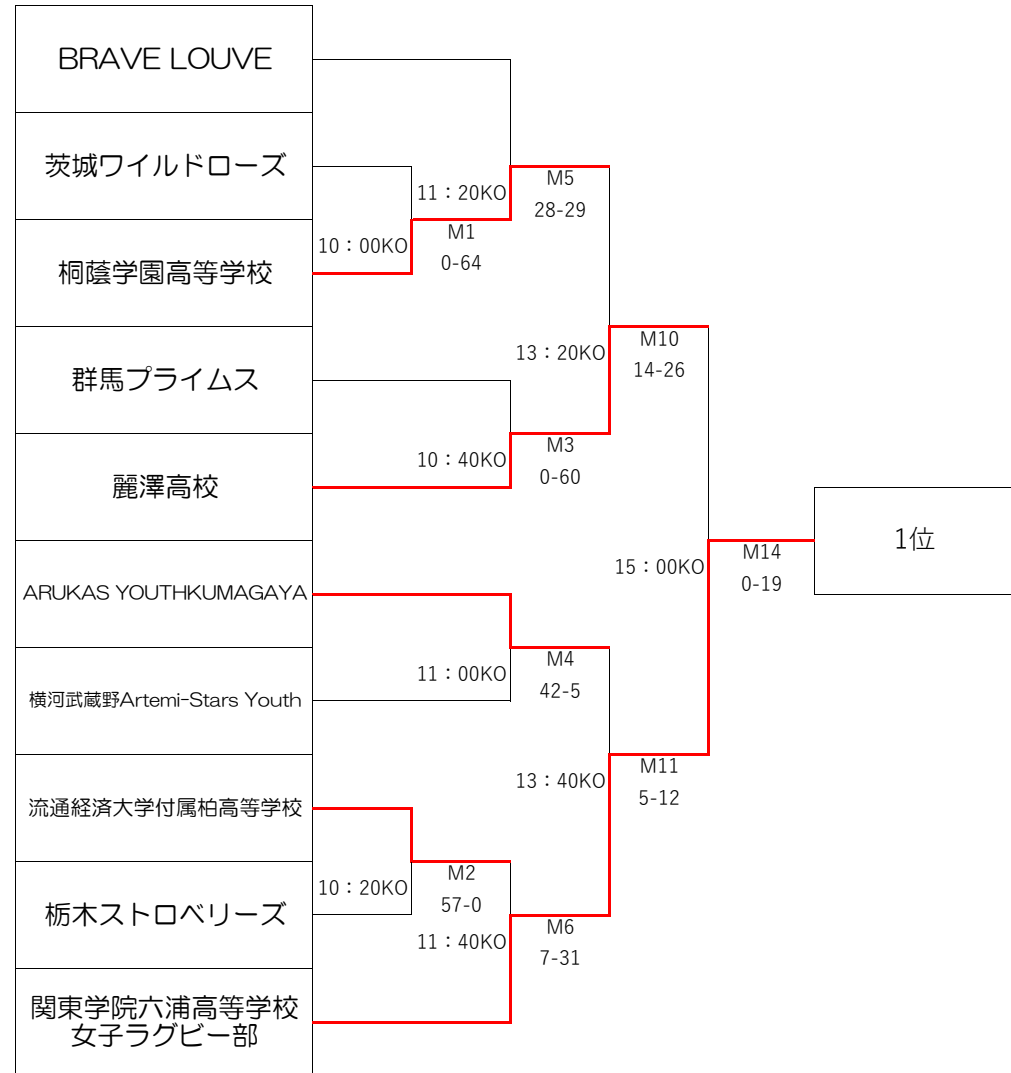 BRAVE LOUVE
茨城ワイルドローズ
桐蔭学園高等学校
群馬プライムス
麗澤高校
ARUKAS YOUTHKUMAGAYA
横河武蔵野Artemi-Stars Youth
流通経済大学付属柏高等学校
栃木ストロベリーズ
関東学院六浦高等学校
女子ラグビー部
10：00KO
M1
0-64
11：20KO
M5
28-29
10：40KO
M3
0-60
13：20KO
M10
14-26
11：00KO
M4
42-5
10：20KO
M2
57-0
11：40KO
M6
7-31
13：40KO
M11
5-12
15：00KO
M14
0-19
1位